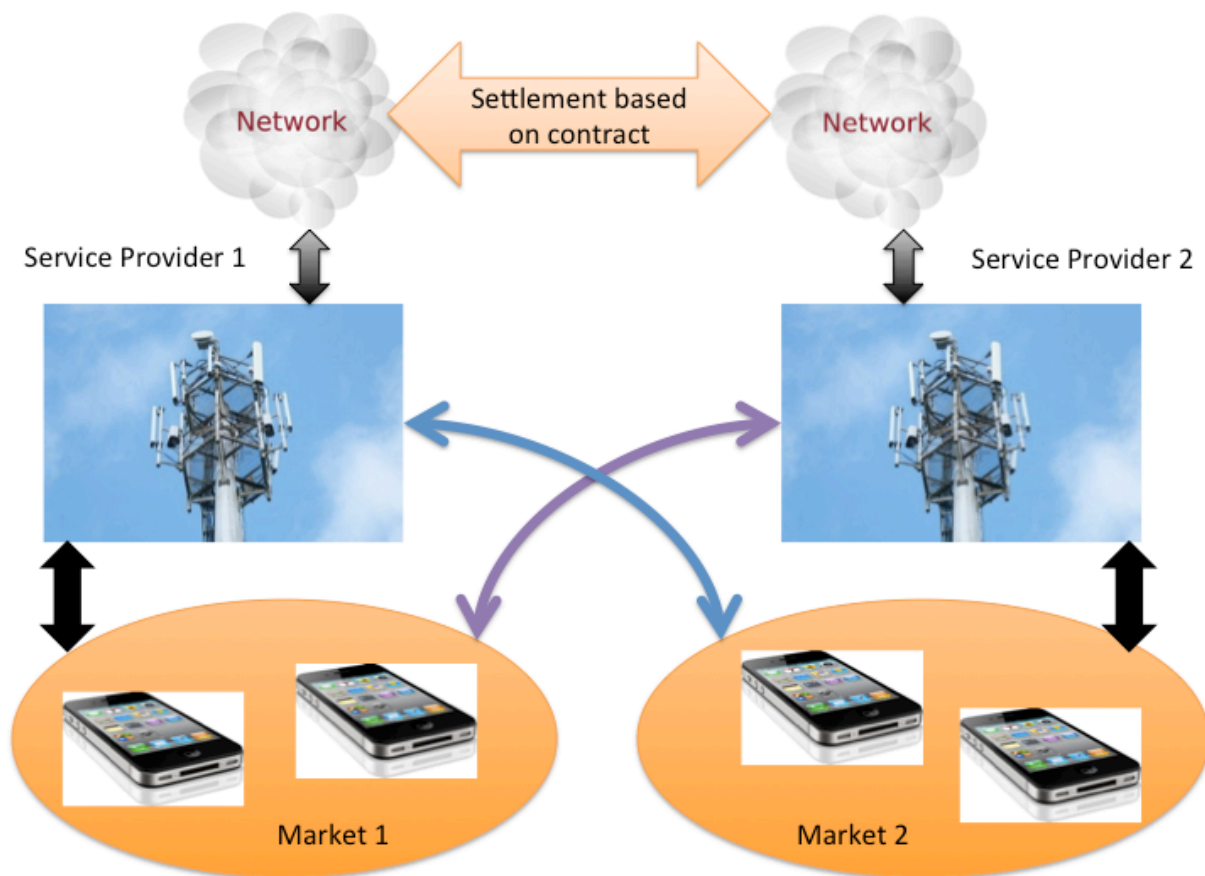 Network
Settlement based
on contract
Network
Service Provider 1
Service Provider 2
Market 1
Market 2